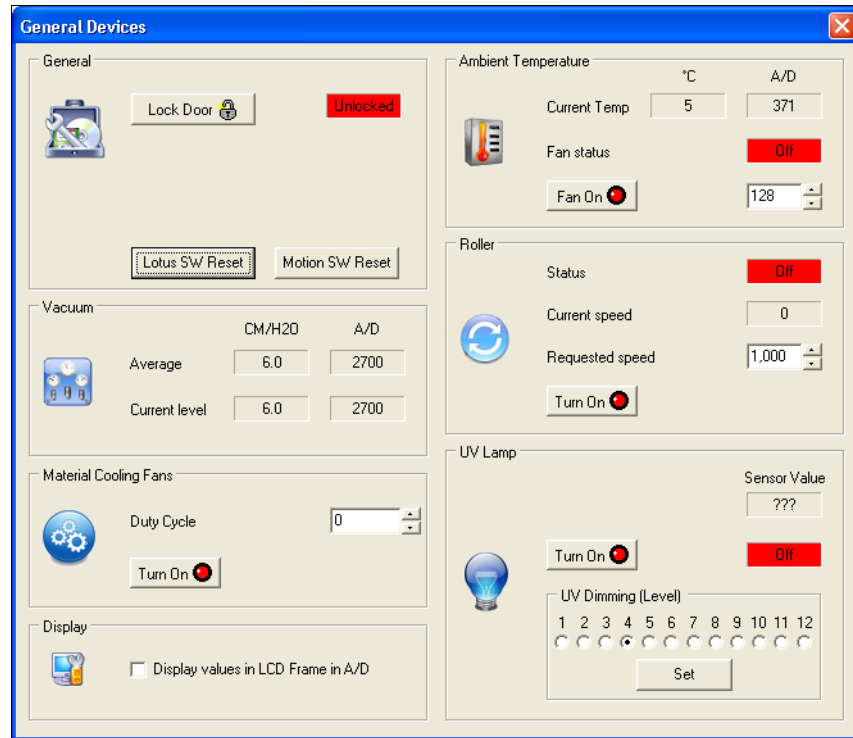 General Devices
General
Lock Door
Unlocked
Lotus SW Reset
Motion SW Reset
Vacuum
CM/H2O A/D
Average 6.0 2700
Current level 6.0 2700
Material Cooling Fans
Duty Cycle 0
Turn On
Display
Display values in LCD Frame in A/D
Ambient Temperature
°C A/D
Current Temp 5 371
Fan status Off
Fan On 128
Roller
Status Off
Current speed 0
Requested speed 1,000
Turn On
UV Lamp
Sensor Value
???
Turn On Off
UV Dimming (Level)
1 2 3 4 5 6 7 8 9 10 11 12
Set